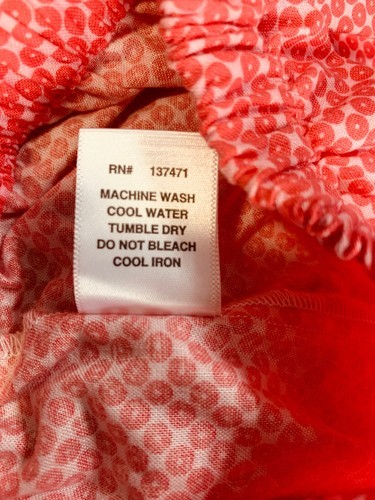 RN# 137471
MACHINE WASH
COOL WATER
TUMBLE DRY
DO NOT BLEACH
COOL IRON